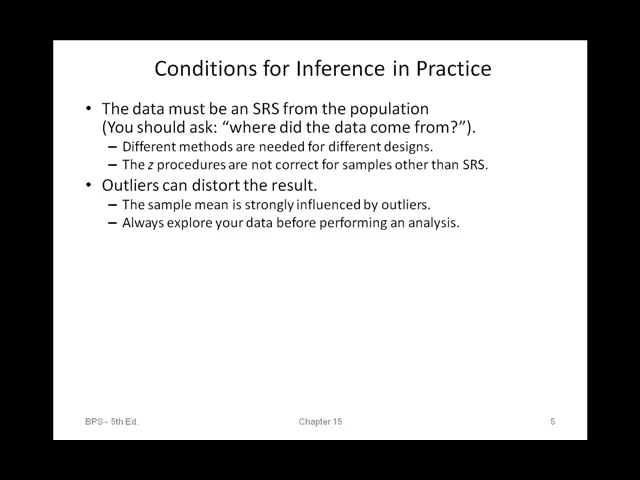 Conditions for Inference in Practice
• The data must be an SRS from the population
(You should ask: “where did the data come from?”).
– Different methods are needed for different designs.
– The z procedures are not correct for samples other than SRS.
• Outliers can distort the result.
– The sample mean is strongly influenced by outliers.
– Always explore your data before performing an analysis.
BPS - 5th Ed. Chapter 15 5